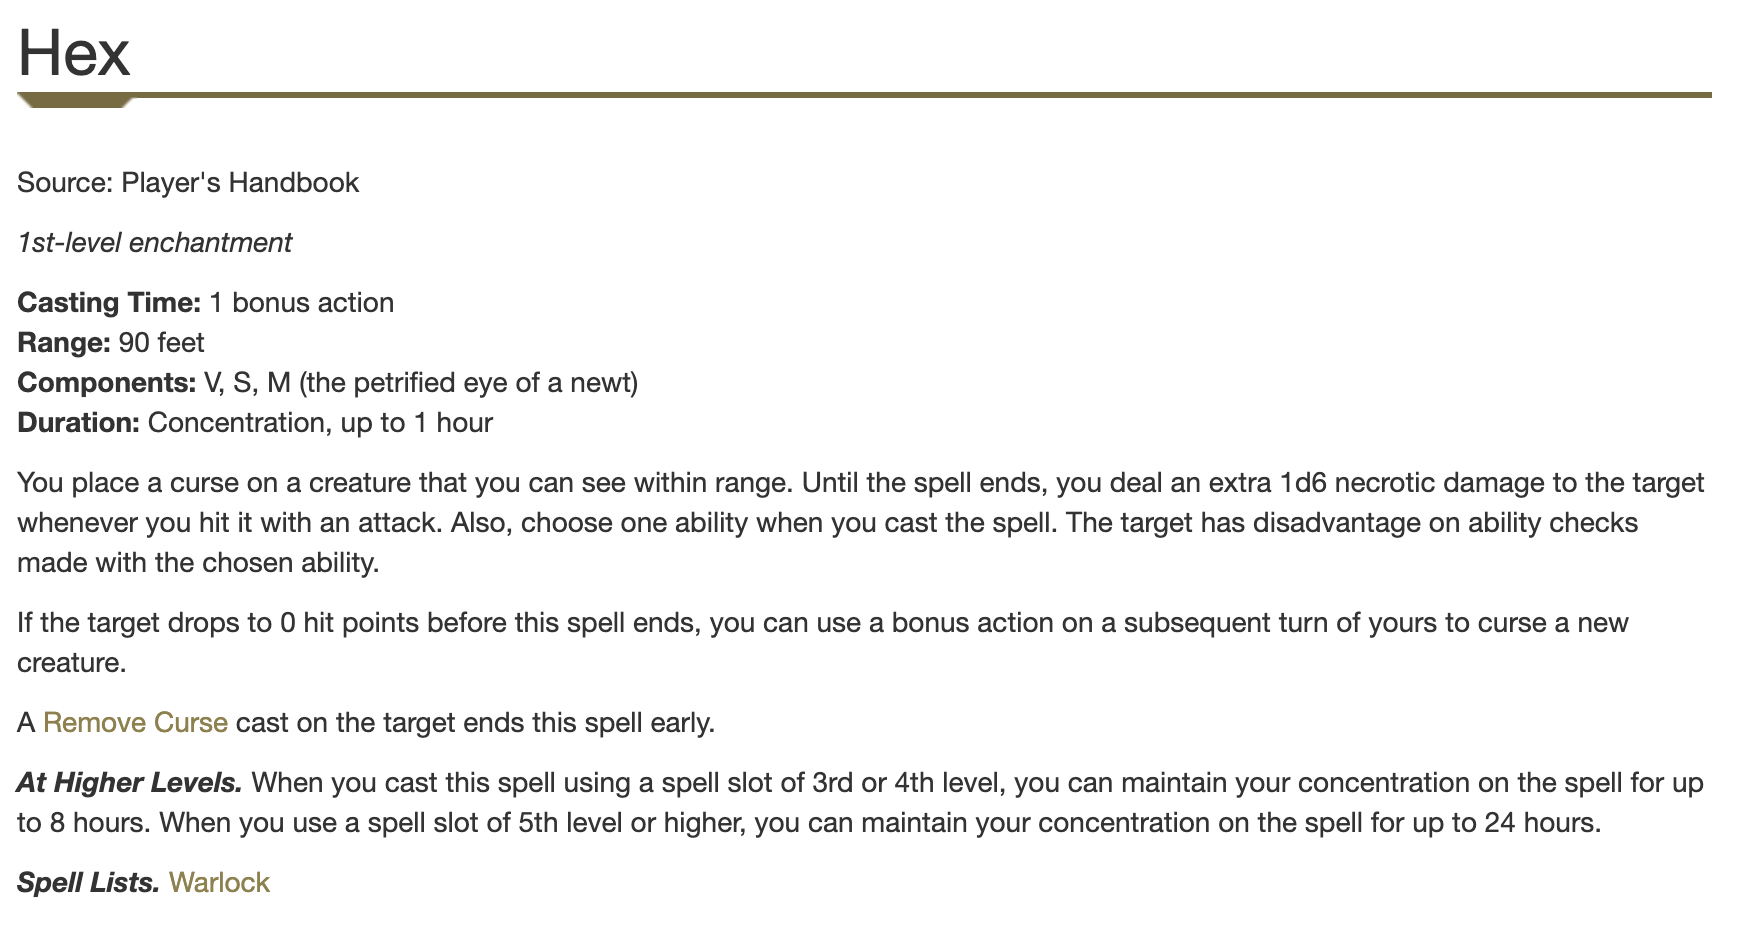 Hex
Source: Player's Handbook
1st-level enchantment
Casting Time: 1 bonus action
Range: 90 feet
Components: V, S, M (the petrified eye of a newt)
Duration: Concentration, up to 1 hour
You place a curse on a creature that you can see within range. Until the spell ends, you deal an extra 1d6 necrotic damage to the target
whenever you hit it with an attack. Also, choose one ability when you cast the spell. The target has disadvantage on ability checks
made with the chosen ability.
If the target drops to 0 hit points before this spell ends, you can use a bonus action on a subsequent turn of yours to curse a new
creature.
A Remove Curse cast on the target ends this spell early.
At Higher Levels. When you cast this spell using a spell slot of 3rd or 4th level, you can maintain your concentration on the spell for up
to 8 hours. When you use a spell slot of 5th level or higher, you can maintain your concentration on the spell for up to 24 hours.
Spell Lists. Warlock